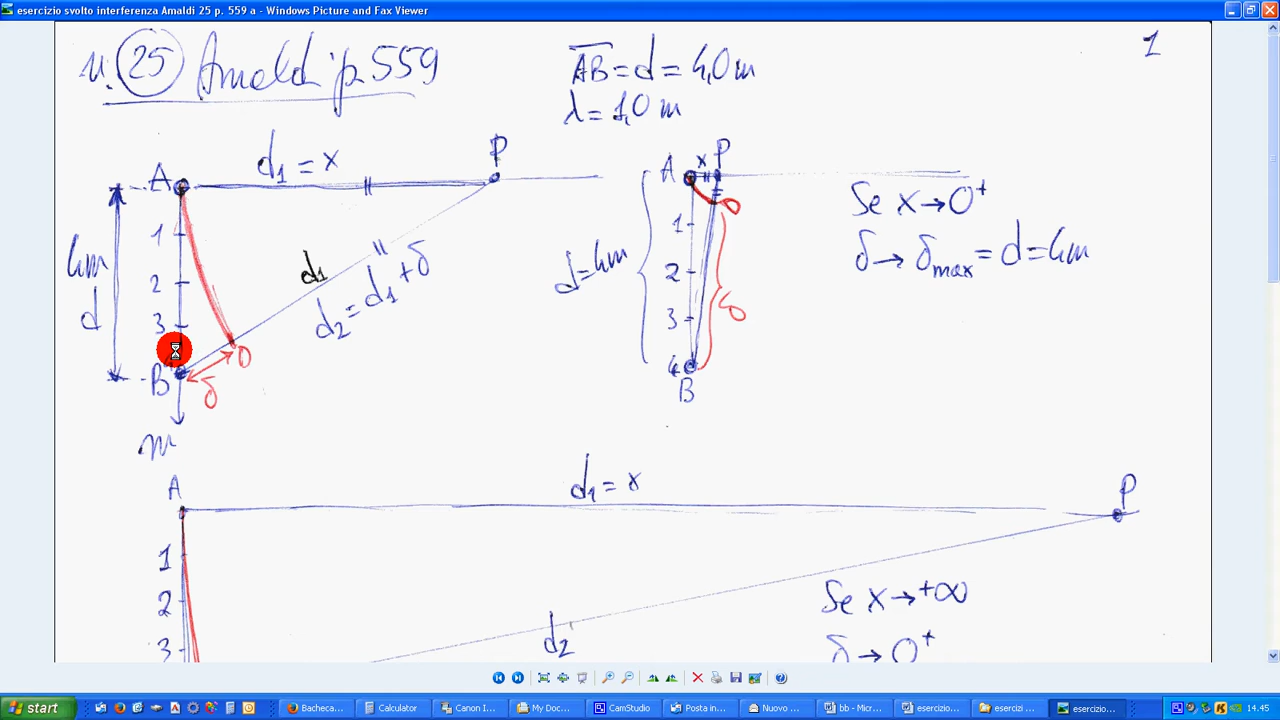 esercizio svolto interferenza Amaldi 25 p. 559 a - Windows Picture and Fax Viewer
1
n. 25 Amaldi p. 559
AB = d = 4,0 m
λ = 1,0 m
A
d1 = x
P
1
2
3
4m
d
d1
d2 = d1 + δ
D
B
δ
m
A
x
P
D
1
2
3
4
B
d=4m
δ
Se x→0+
δ→ δmax = d = 4m
A
d1 = x
P
1
2
3
d2
Se x→+∞
δ→0+
start
Bacheca...
Calculator
Canon I...
My Doc...
CamStudio
Posta in...
Nuovo ...
bb - Micr...
esercizio...
esercizi ...
esercizio...
14.45